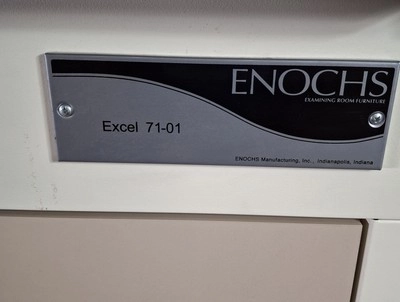 ENOCHS
EXAMINING ROOM FURNITURE
Excel 71-01
ENOCHS Manufacturing, Inc., Indianapolis, Indiana